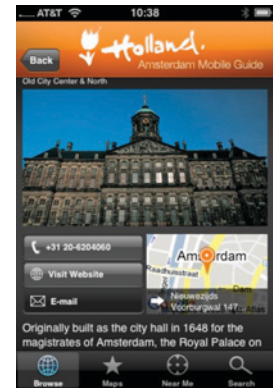 AT&T 10:38
Back
Holland.
Amsterdam Mobile Guide
Old City Center & North
+31 20-6204060
Visit Website
E-mail
Amsterdam
Raadhuisstraat
Nieuwezijds
Voorburgwal 147
Originally built as the city hall in 1648 for the
magistrates of Amsterdam, the Royal Palace on
Browse Maps Near Me Search